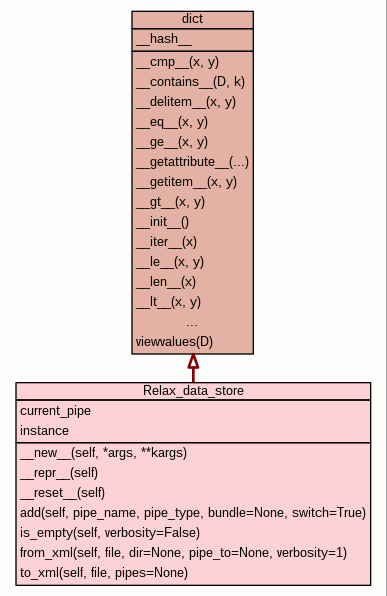 dict
__hash__
__cmp__(x, y)
__contains__(D, k)
__delitem__(x, y)
__eq__(x, y)
__ge__(x, y)
__getattribute__(...)
__getitem__(x, y)
__gt__(x, y)
__init__()
__iter__(x)
__le__(x, y)
__len__(x)
__lt__(x, y)
...
viewvalues(D)
Relax_data_store
current_pipe
instance
__new__(self, *args, **kargs)
__repr__(self)
__reset__(self)
add(self, pipe_name, pipe_type, bundle=None, switch=True)
is_empty(self, verbosity=False)
from_xml(self, file, dir=None, pipe_to=None, verbosity=1)
to_xml(self, file, pipes=None)